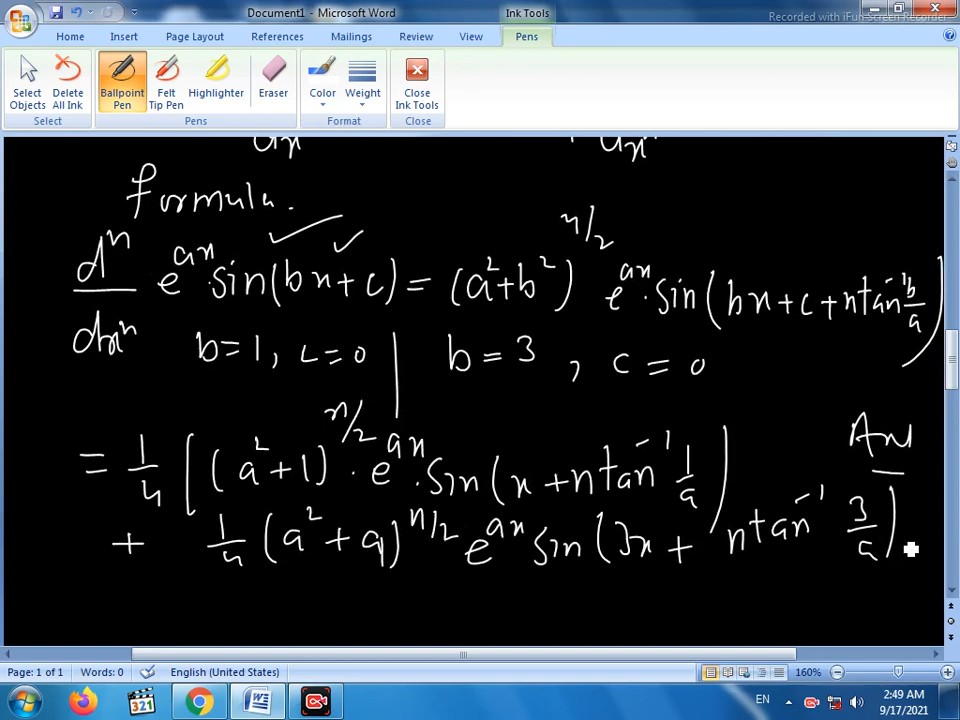 Document1 - Microsoft Word
Ink Tools
Recorded with iFun Screen Recorder
Home Insert Page Layout References Mailings Review View Pens
Select Objects
Delete All Ink
Ballpoint Pen
Felt Tip Pen
Highlighter
Eraser
Color
Weight
Close Ink Tools
Select Pens Format Close
dxⁿ dxⁿ
formula.
dⁿ/dxⁿ e^{ax} sin(bx+c) = (a²+b²)^{n/2} e^{ax}. sin(bx+c+n tan⁻¹ b/a)
b=1, c=0 | b=3, c=0
= 1/4 [(a²+1)^{n/2} . e^{ax} . sin(x+n tan⁻¹ 1/a)] Ans
+ 1/4 (a²+9)^{n/2} e^{ax} sin(3x+n tan⁻¹ 3/a).
Page: 1 of 1 Words: 0 English (United States) 160%
321
EN 2:49 AM
9/17/2021